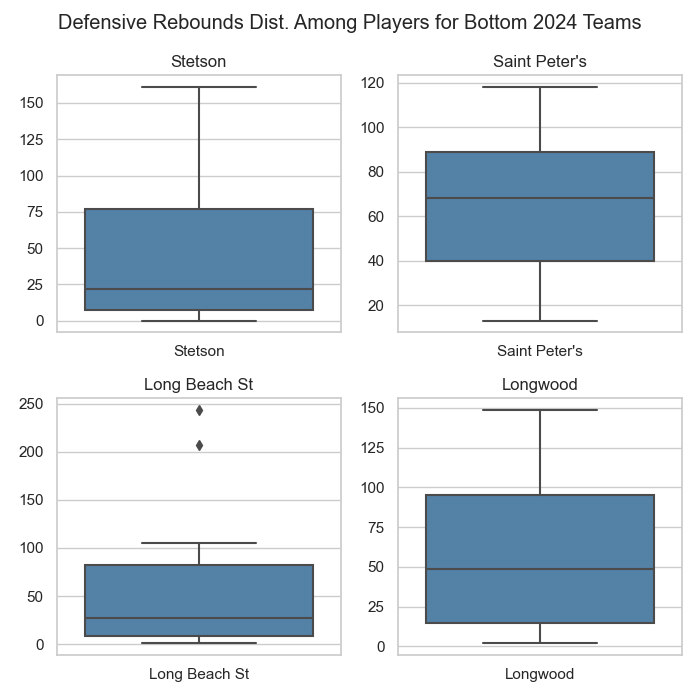 Defensive Rebounds Dist. Among Players for Bottom 2024 Teams
Stetson
150
125
100
75
50
25
0
Stetson
Saint Peter's
120
100
80
60
40
20
Saint Peter's
Long Beach St
250
200
150
100
50
0
Long Beach St
Longwood
150
125
100
75
50
25
0
Longwood